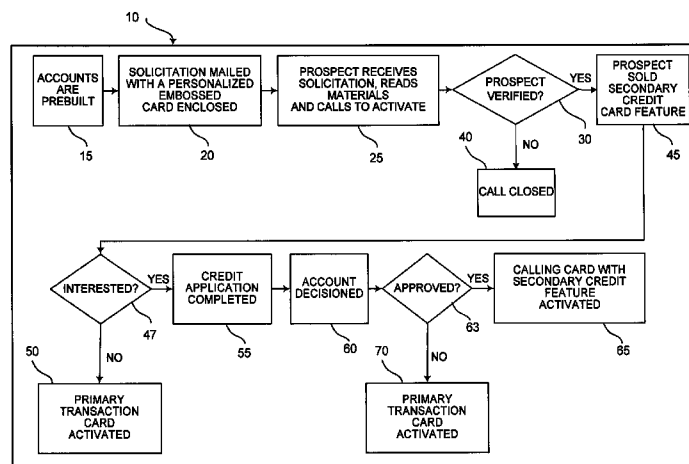 10
ACCOUNTS
ARE
PREBUILT
15
SOLICITATION MAILED
WITH A PERSONALIZED
EMBOSSED
CARD ENCLOSED
20
PROSPECT RECEIVES
SOLICITATION, READS
MATERIALS
AND CALLS TO ACTIVATE
25
PROSPECT
VERIFIED?
30
YES
NO
40
CALL CLOSED
PROSPECT
SOLD
SECONDARY
CREDIT
CARD FEATURE
45
INTERESTED?
47
YES
NO
50
PRIMARY
TRANSACTION
CARD
ACTIVATED
CREDIT
APPLICATION
COMPLETED
55
ACCOUNT
DECISIONED
60
APPROVED?
63
YES
NO
70
PRIMARY
TRANSACTION
CARD
ACTIVATED
CALLING CARD WITH
SECONDARY CREDIT
FEATURE
ACTIVATED
65